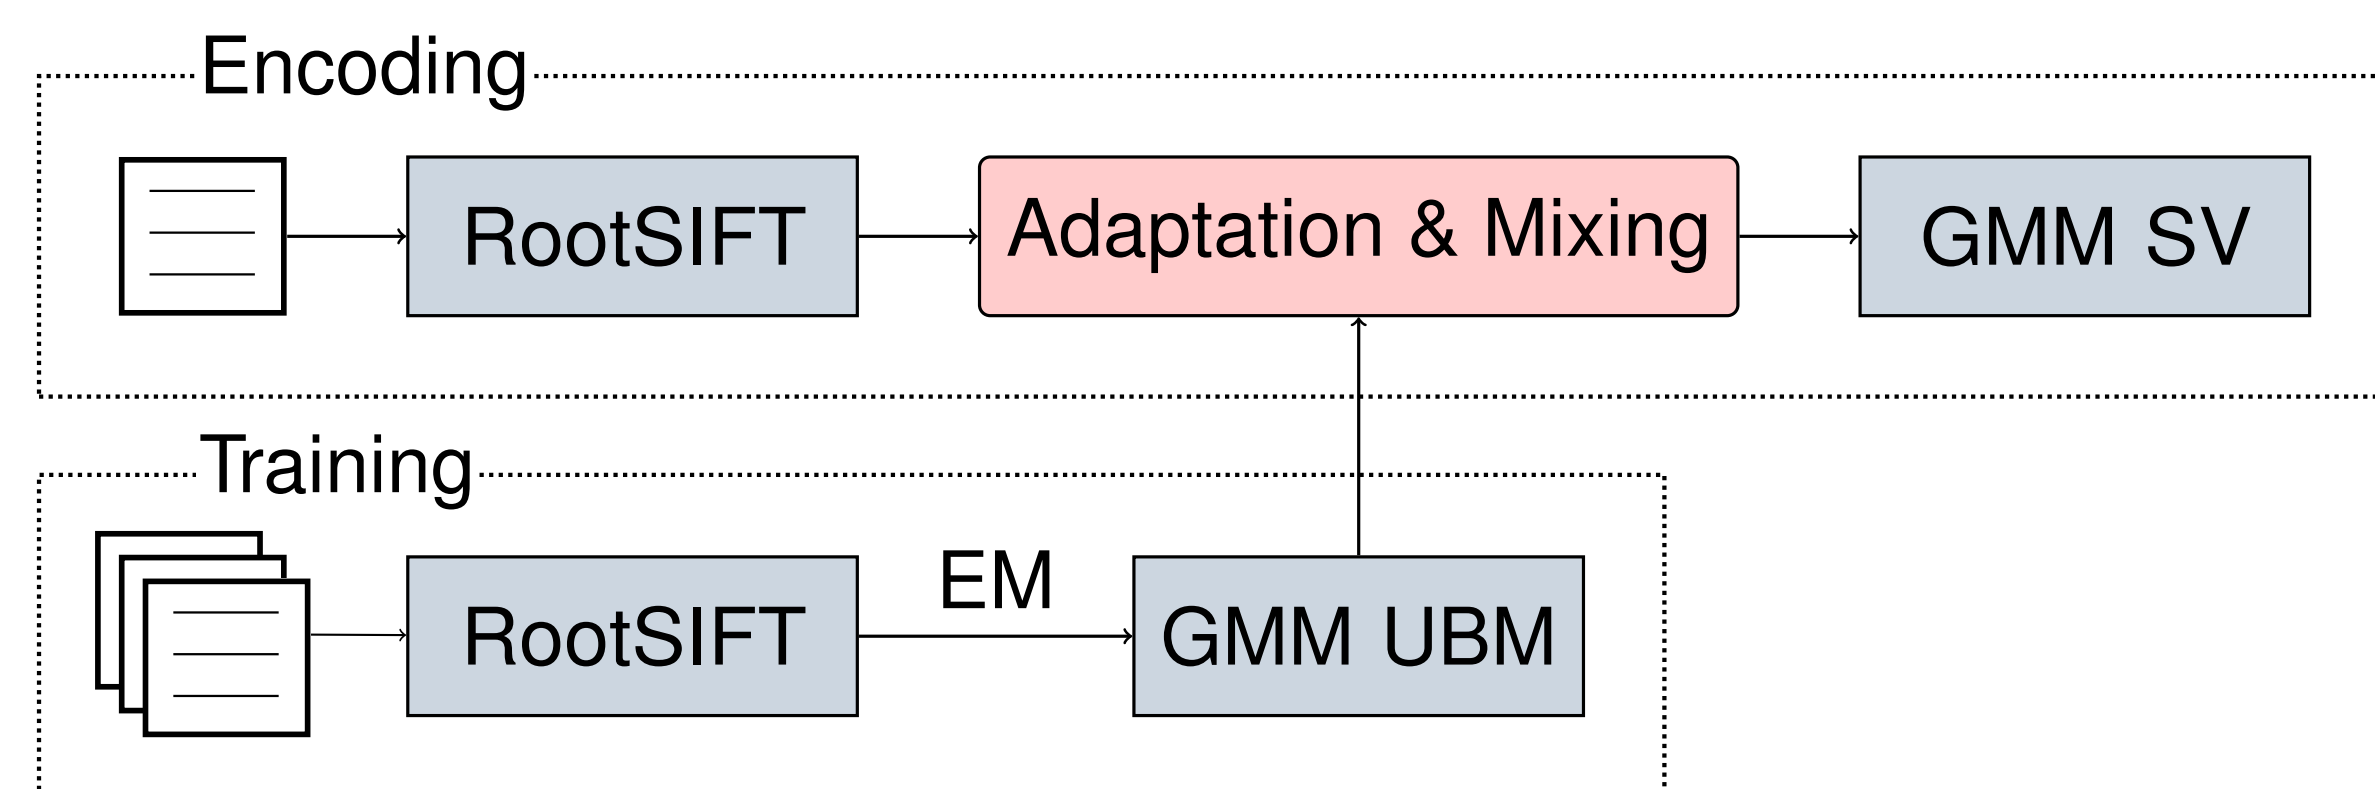 Encoding
RootSIFT
Adaptation & Mixing
GMM SV
Training
RootSIFT
EM
GMM UBM